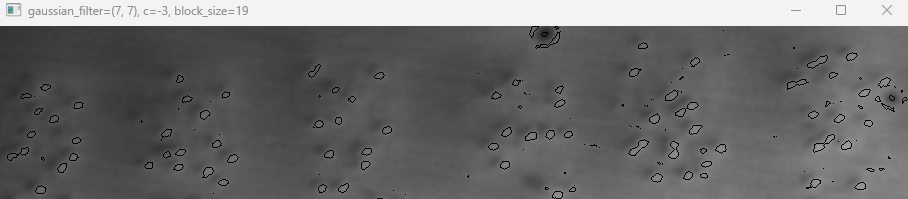 gaussian_filter=(7, 7), c=-3, block_size=19